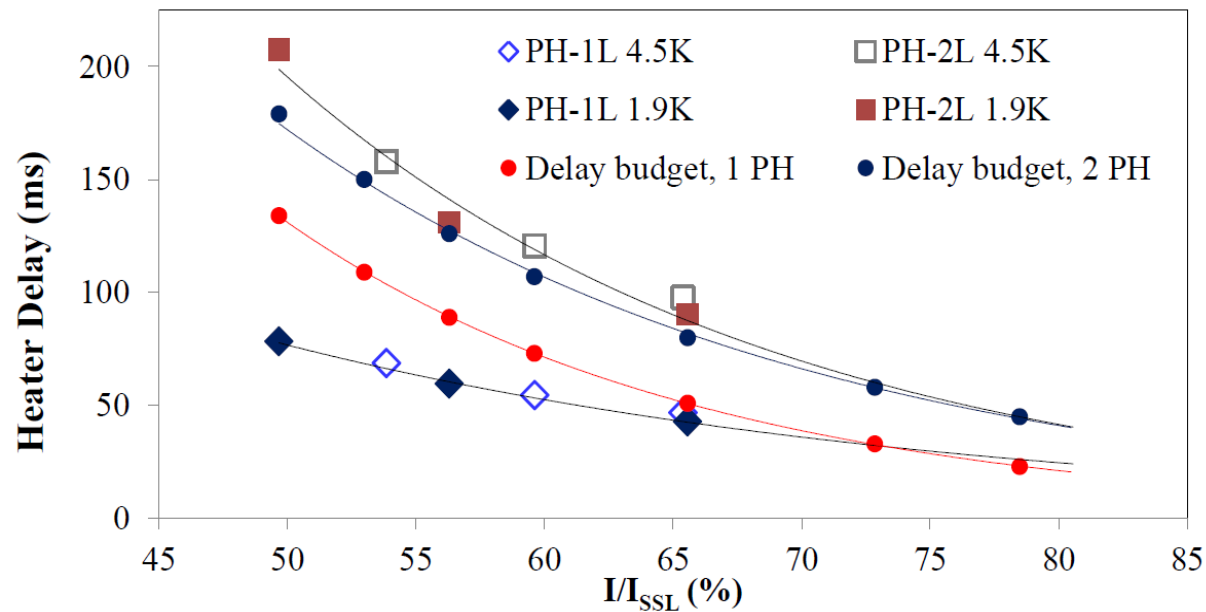 PH-1L 4.5K
PH-2L 4.5K
PH-1L 1.9K
PH-2L 1.9K
Delay budget, 1 PH
Delay budget, 2 PH
Heater Delay (ms)
200
150
100
50
0
45
50
55
60
65
70
75
80
85
I/I_SSL (%)